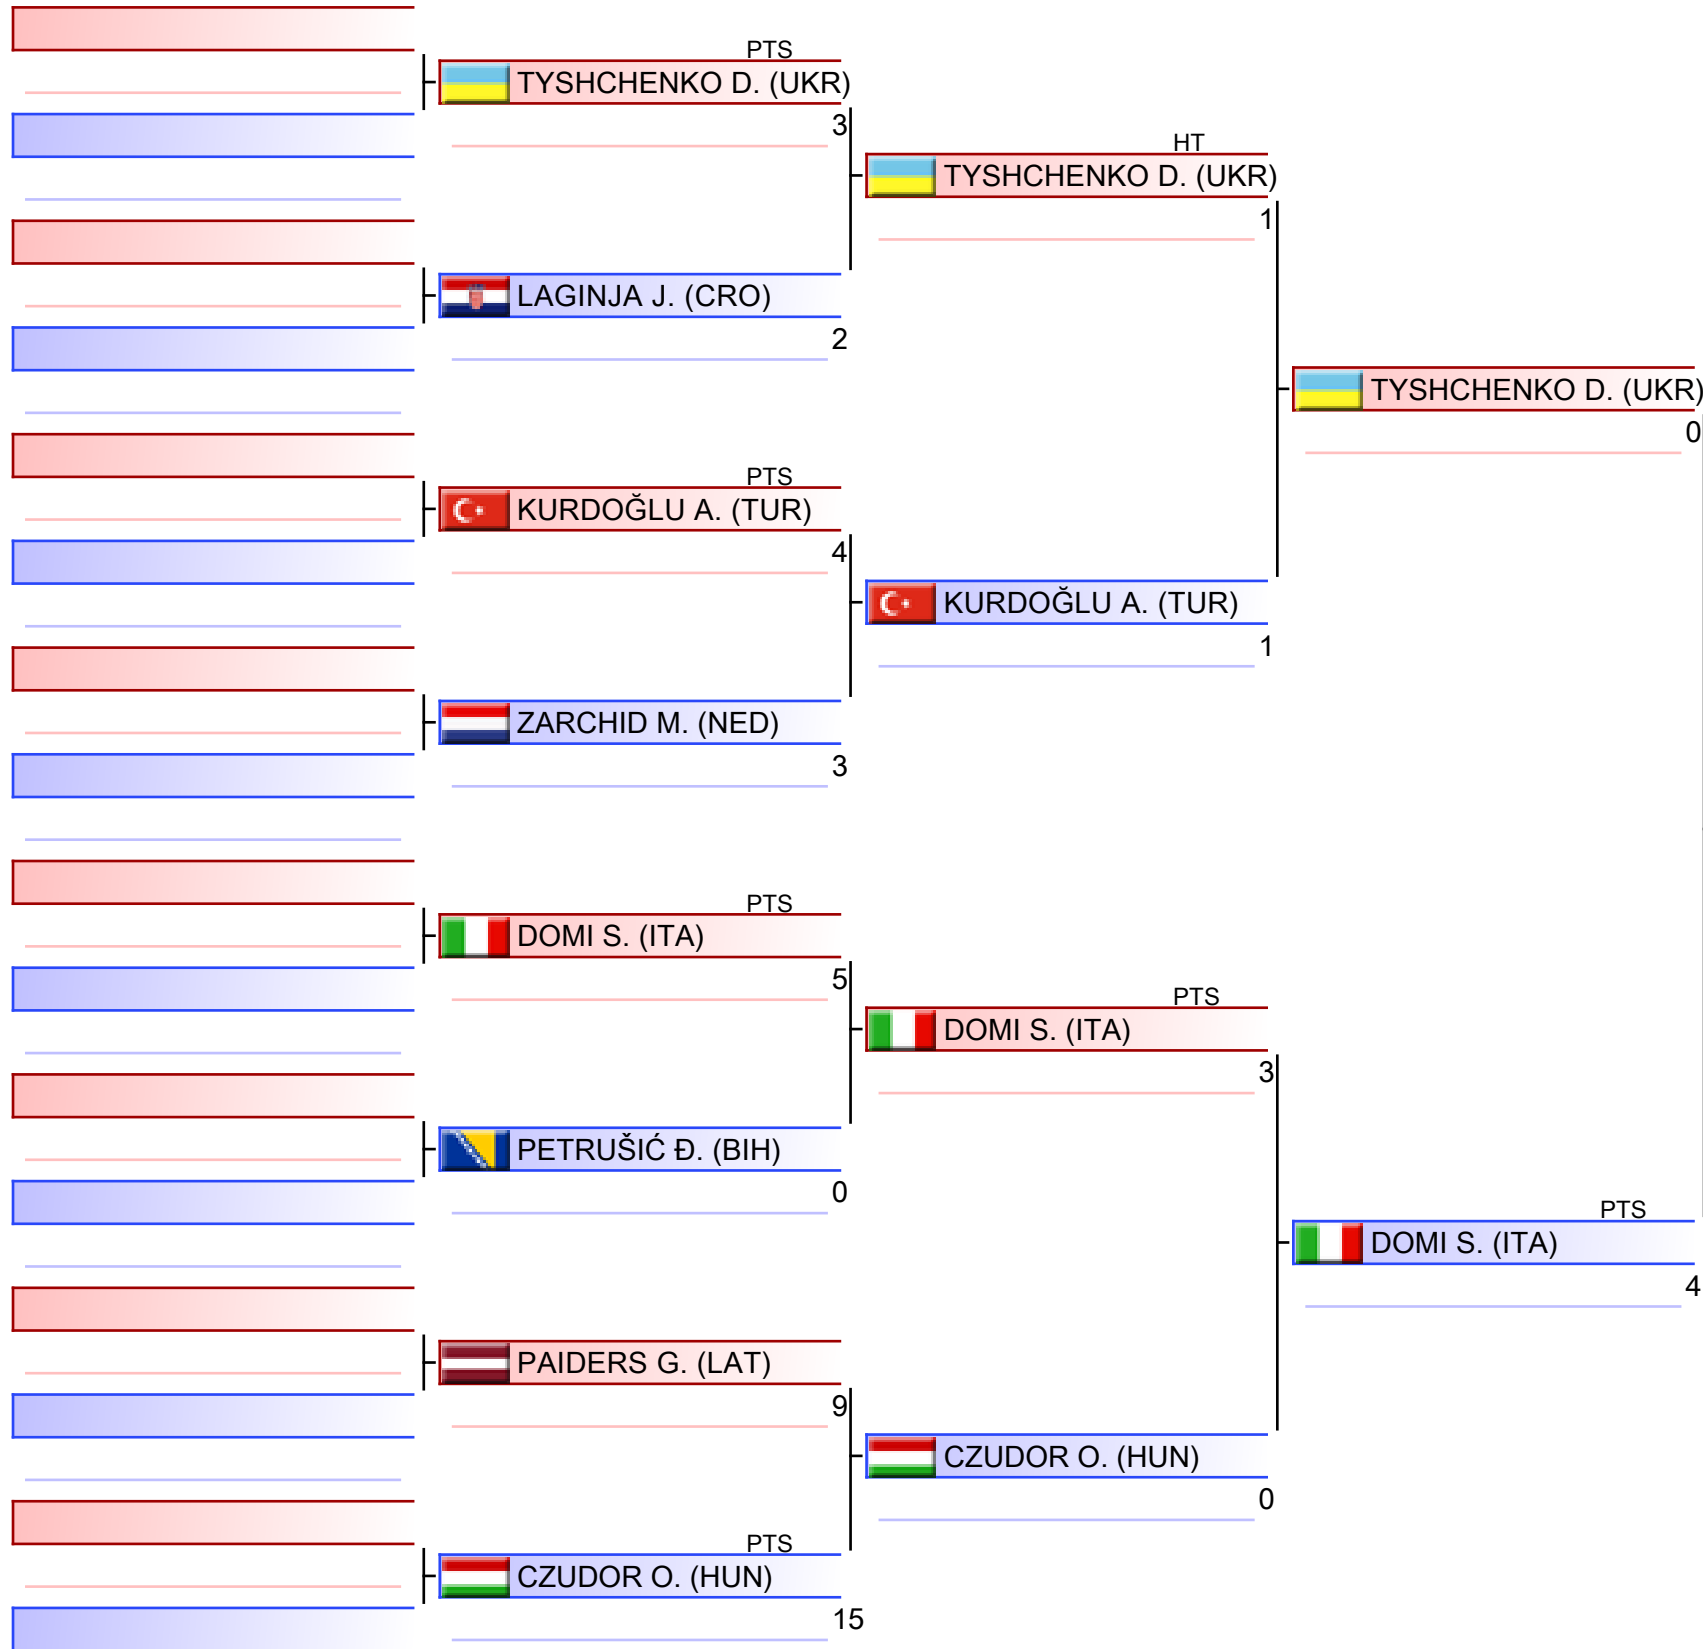 PTS
TYSHCHENKO D. (UKR)
3
LAGINJA J. (CRO)
2
PTS
KURDOĞLU A. (TUR)
4
ZARCHID M. (NED)
3
PTS
DOMI S. (ITA)
5
PETRUŠIĆ Đ. (BIH)
0
PAIDERS G. (LAT)
9
PTS
CZUDOR O. (HUN)
15
HT
TYSHCHENKO D. (UKR)
1
KURDOĞLU A. (TUR)
1
PTS
DOMI S. (ITA)
3
CZUDOR O. (HUN)
0
TYSHCHENKO D. (UKR)
0
PTS
DOMI S. (ITA)
4